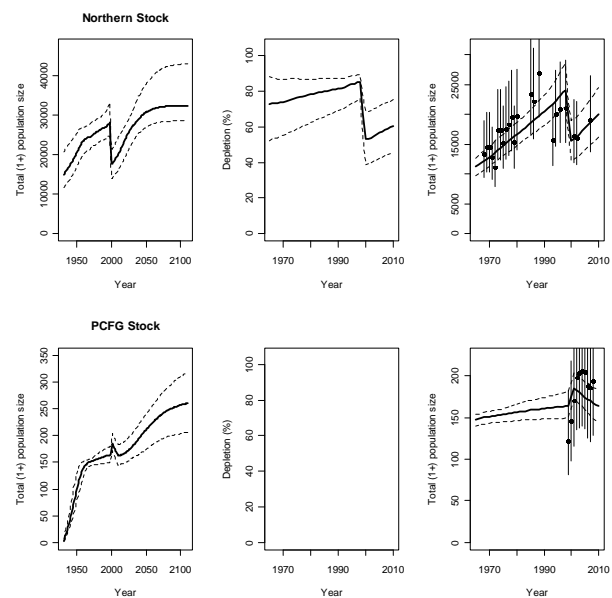 Northern Stock
Total (1+) population size
0 10000 20000 30000 40000
1950 2000 2050 2100
Year
Depletion (%)
0 20 40 60 80 100
1970 1990 2010
Year
Total (1+) population size
0 5000 15000 25000
1970 1990 2010
Year
PCFG Stock
Total (1+) population size
0 50 100 150 200 250 300 350
1950 2000 2050 2100
Year
Depletion (%)
0 20 40 60 80 100
1970 1990 2010
Year
Total (1+) population size
0 50 100 150 200
1970 1990 2010
Year